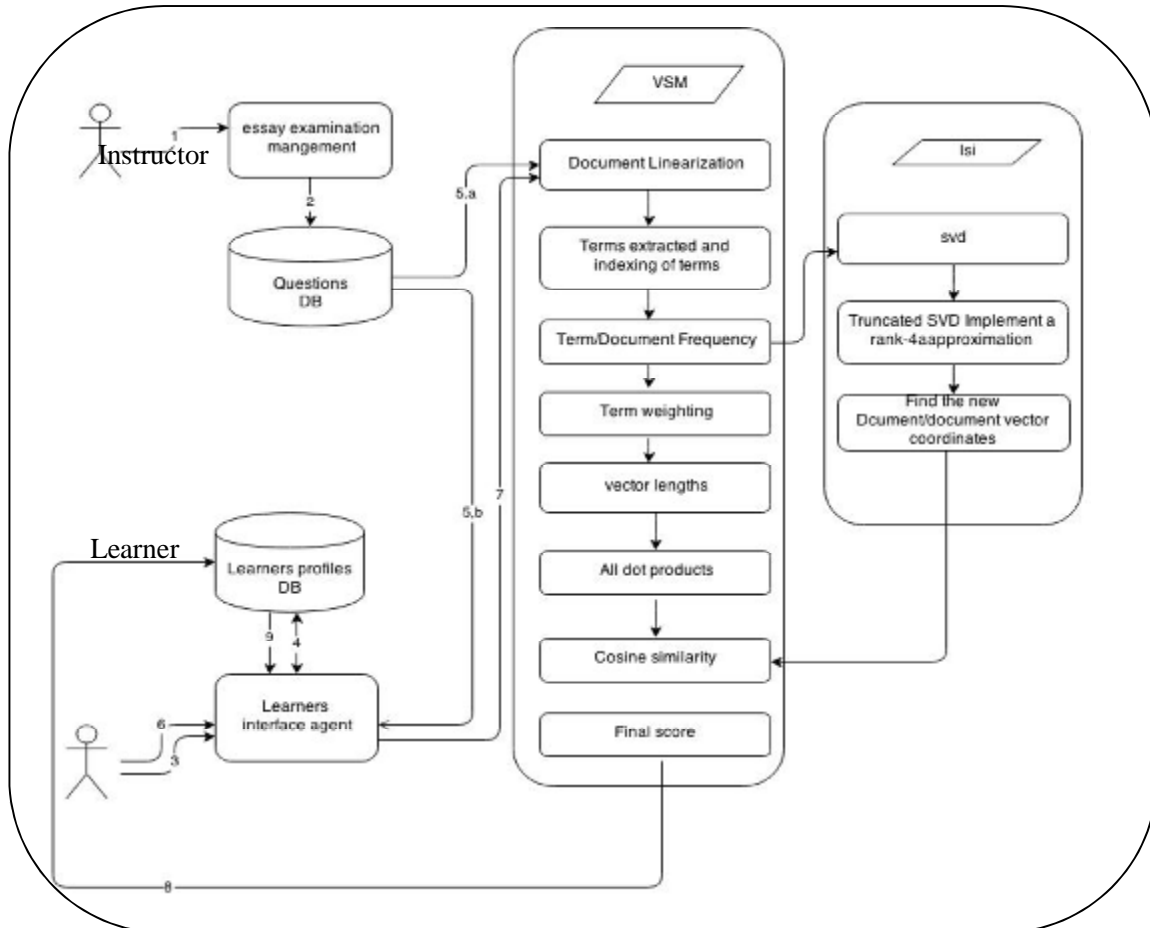 VSM
lsi
1
essay examination
mangement
Instructor
Document Linearization
5.a
2
Terms extracted and
indexing of terms
svd
Questions
DB
Term/Document Frequency
Truncated SVD Implement a
rank-4aapproximation
Term weighting
Find the new
Dcument/document vector
coordinates
vector lengths
7
5.b
Learner
Learners profiles
DB
All dot products
9
4
Cosine similarity
Learners
interface agent
6
3
Final score
8